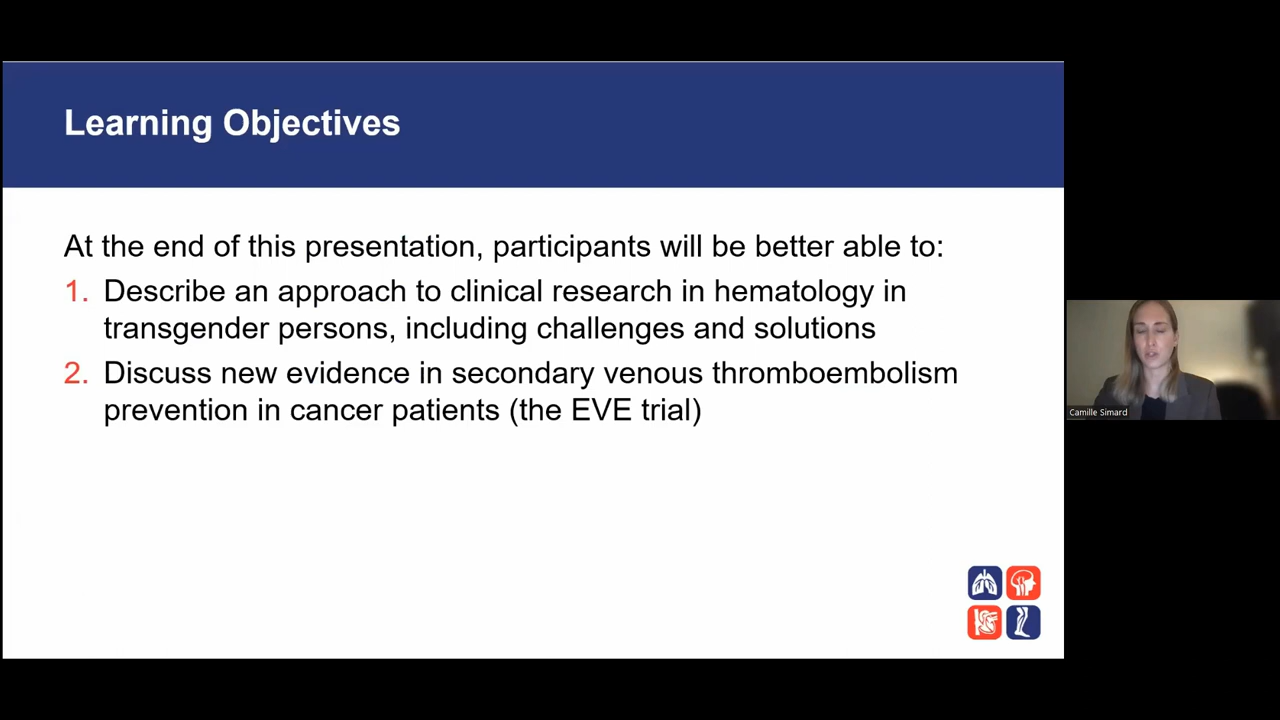 Learning Objectives
At the end of this presentation, participants will be better able to:
1. Describe an approach to clinical research in hematology in
transgender persons, including challenges and solutions
2. Discuss new evidence in secondary venous thromboembolism
prevention in cancer patients (the EVE trial)
Camille Simard